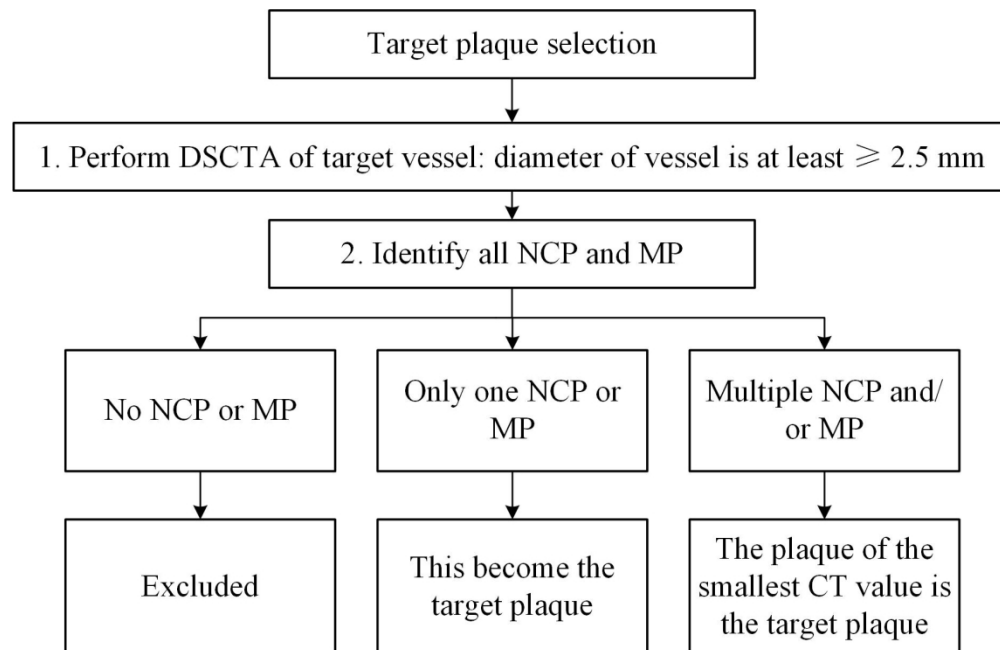 Target plaque selection
1. Perform DSCTA of target vessel: diameter of vessel is at least ⩾ 2.5 mm
2. Identify all NCP and MP
No NCP or MP
Only one NCP or
MP
Multiple NCP and/
or MP
Excluded
This become the
target plaque
The plaque of the
smallest CT value is
the target plaque